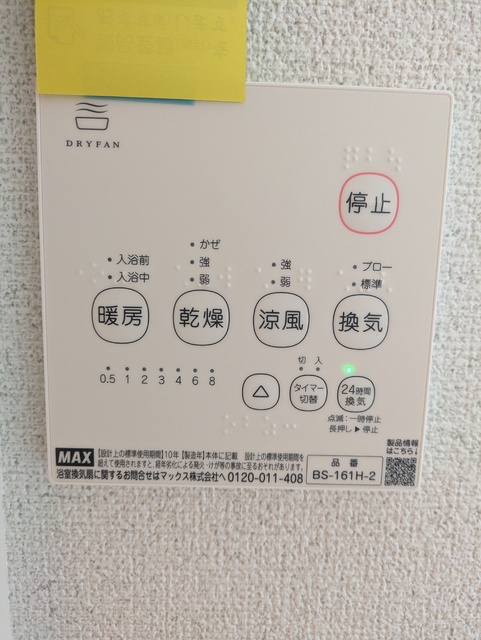 DRYFAN
停止
かぜ
入浴前 強 強 フロー
入浴中 弱 弱 標準
暖房 乾燥 涼風 換気
切 入
0.5 1 2 3 4 6 8
△ タイマー切替 24時間換気
点滅:一時停止
長押し▶停止
製品情報はこちら↓
MAX
【設計上の標準使用期間】10年【製造年】本体に記載 設計上の標準使用期間を
超えて使用されますと、経年劣化による発火・けが等の事故に至るおそれがあります。
浴室換気扇に関するお問合せはマックス株式会社へ 0120-011-408
品番
BS-161H-2